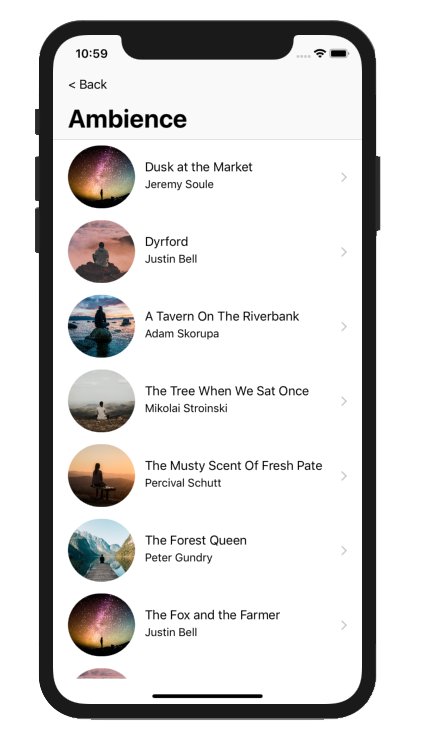 10:59
< Back
Ambience
Dusk at the Market
Jeremy Soule
Dyrford
Justin Bell
A Tavern On The Riverbank
Adam Skorupa
The Tree When We Sat Once
Mikolai Stroinski
The Musty Scent Of Fresh Pate
Percival Schutt
The Forest Queen
Peter Gundry
The Fox and the Farmer
Justin Bell